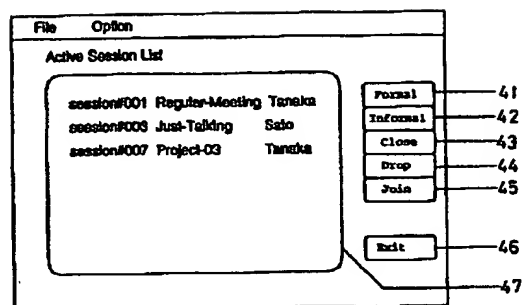 File Option
Active Session List
session#001 Regular-Meeting Tanaka
session#003 Just-Talking Sato
session#007 Project-03 Tanaka
Formal 41
Informal 42
Close 43
Drop 44
Join 45
Exit 46
47